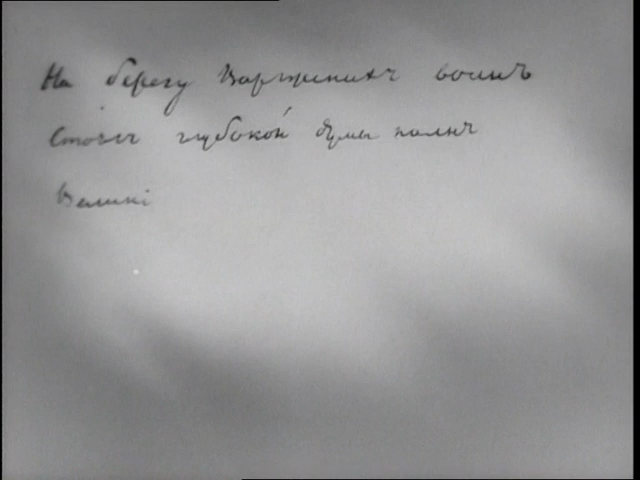 На берегу Варяжскихъ волнъ
Стоялъ глубокой думы полнъ
Великі